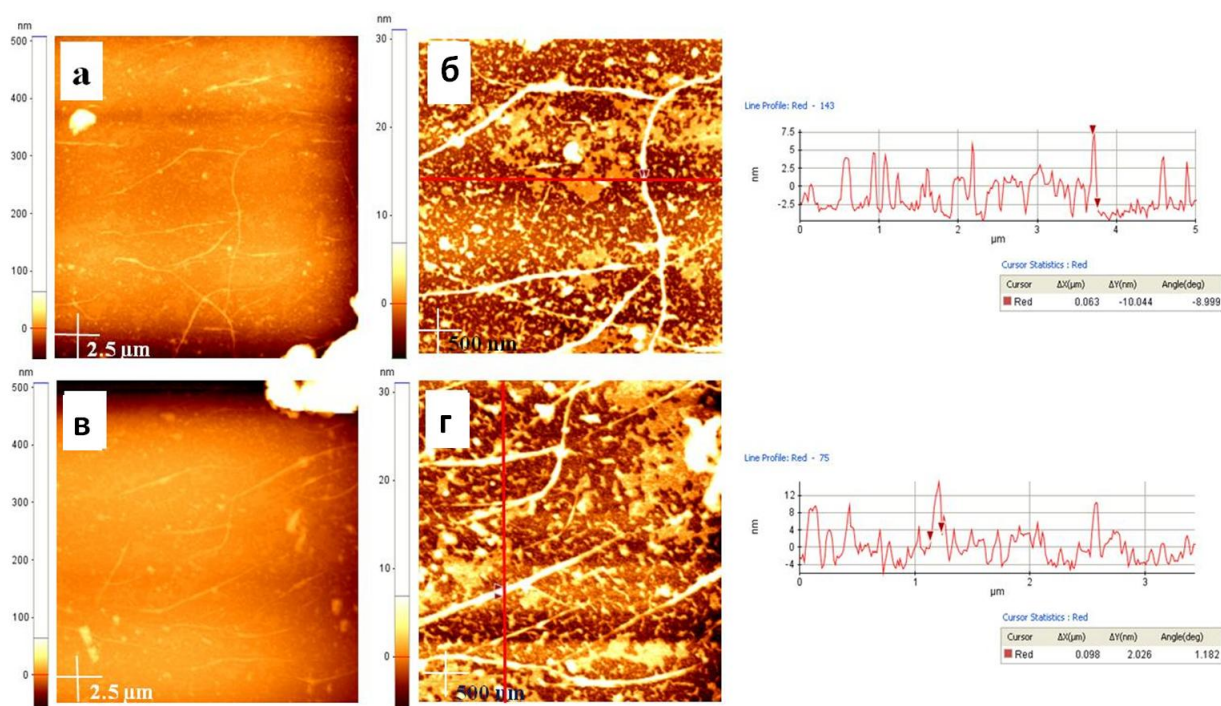 nm
500
400
300
200
100
0
а
2.5 µm
nm
30
20
10
0
б
500 nm
Line Profile: Red - 143
nm
7.5
5
2.5
0
-2.5
0 1 2 3 4 5
µm
Cursor Statistics : Red
Cursor ΔX(µm) ΔY(nm) Angle(deg)
Red 0.063 -10.044 -8.999
nm
500
400
300
200
100
0
в
2.5 µm
nm
30
20
10
0
г
500 nm
Line Profile: Red - 75
nm
12
8
4
0
-4
0 1 2 3
µm
Cursor Statistics : Red
Cursor ΔX(µm) ΔY(nm) Angle(deg)
Red 0.098 2.026 1.182